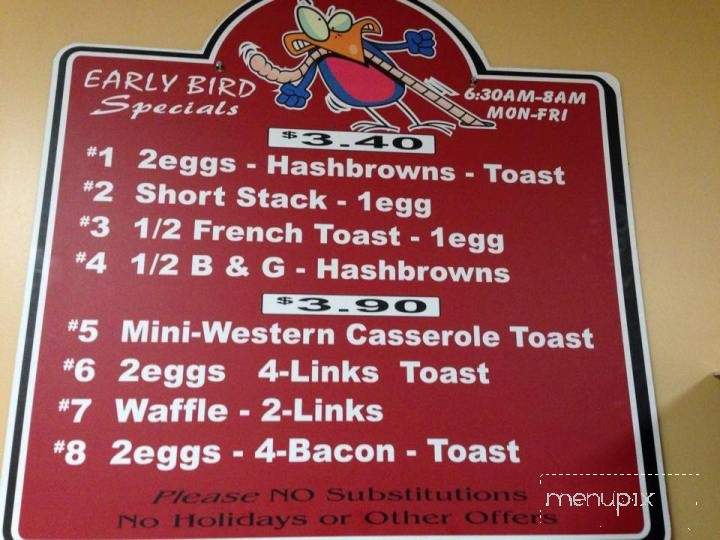 EARLY BIRD
Specials
6:30AM-8AM
MON-FRI
$3.40
#1 2eggs - Hashbrowns - Toast
#2 Short Stack - 1egg
#3 1/2 French Toast - 1egg
#4 1/2 B & G - Hashbrowns
$3.90
#5 Mini-Western Casserole Toast
#6 2eggs 4-Links Toast
#7 Waffle - 2-Links
#8 2eggs - 4-Bacon - Toast
Please NO Substitutions
No Holidays or Other Offers
menupix